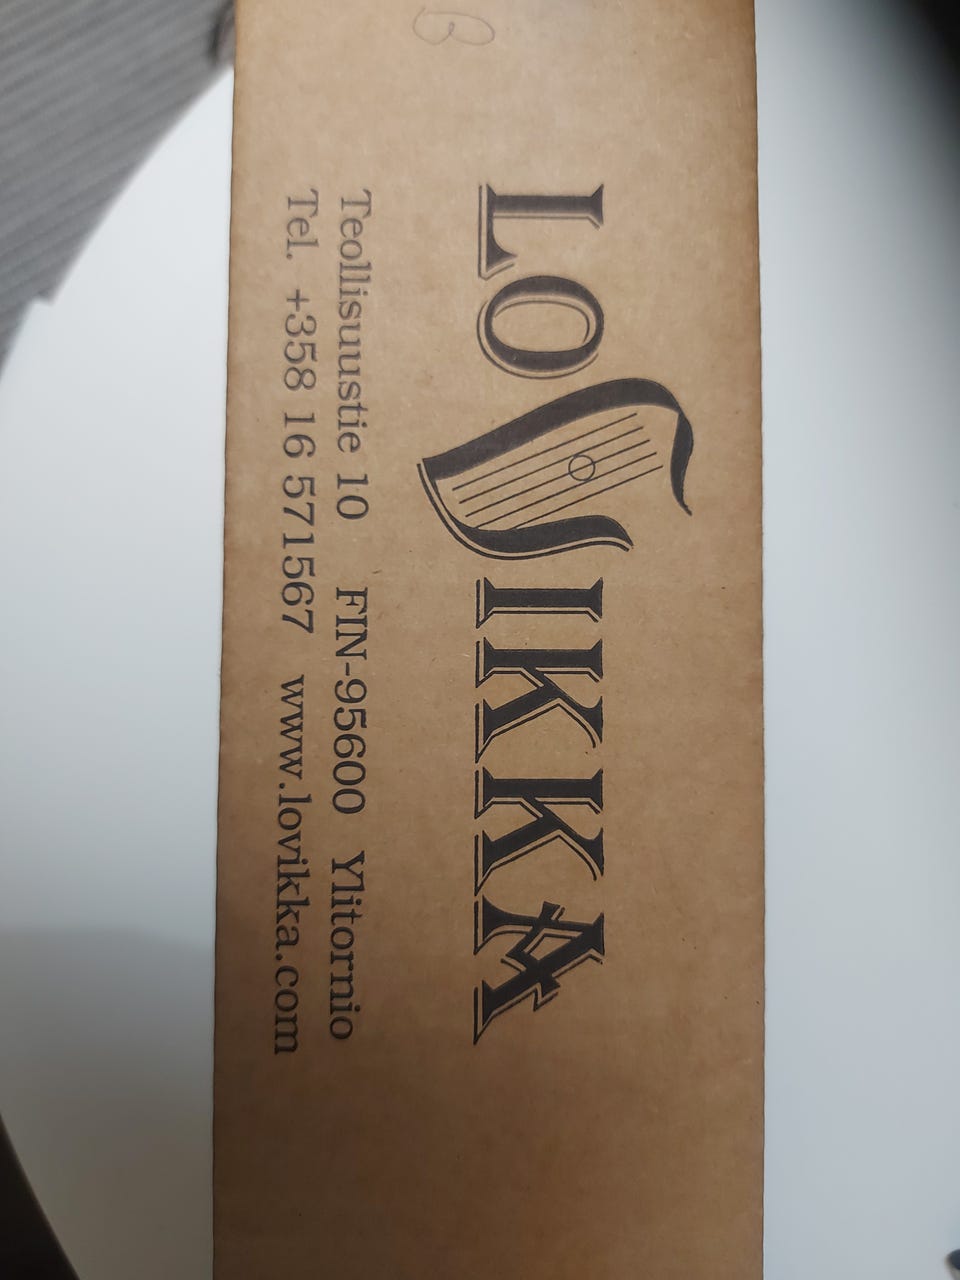 LOVIKKA
Teollisuustie 10 FIN-95600 Ylitornio
Tel. +358 16 571567 www.lovikka.com